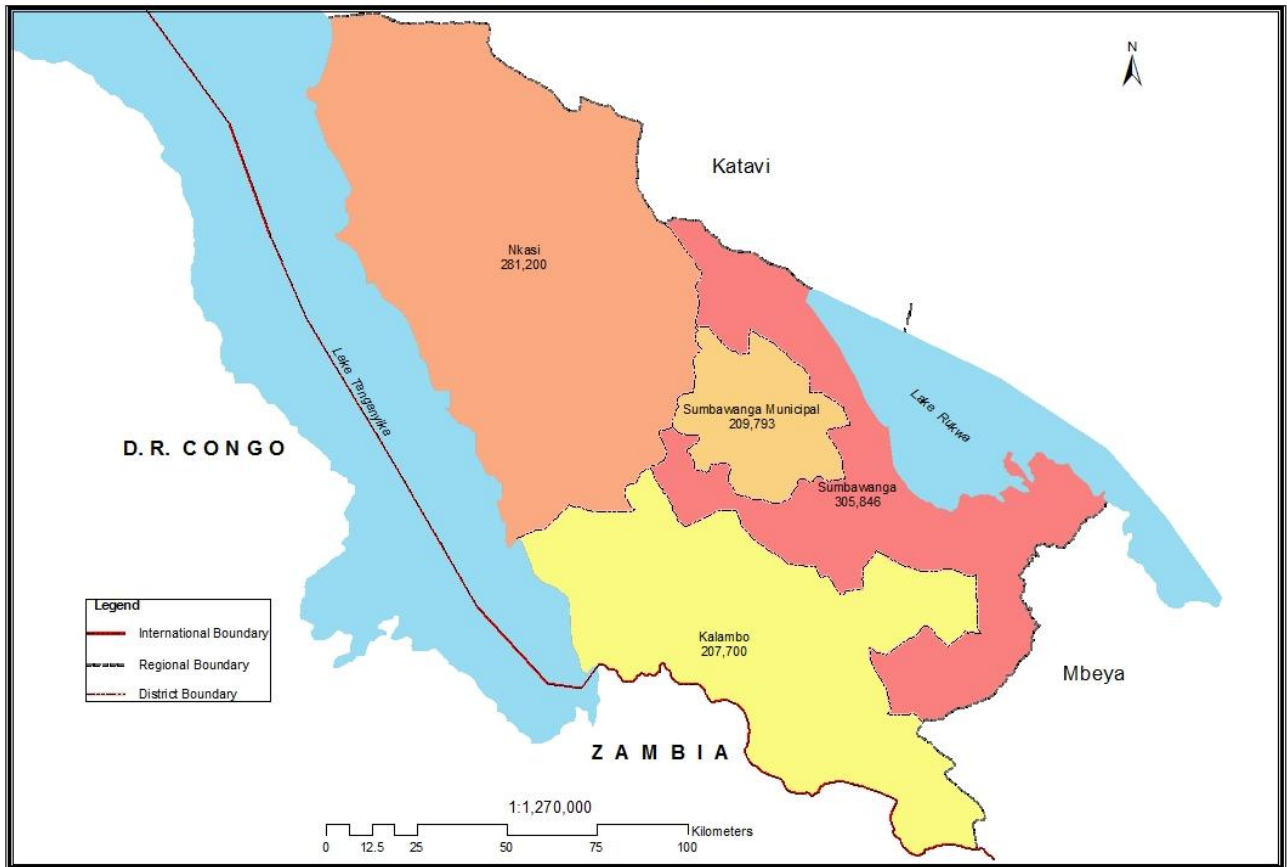 N
Katavi
Nkasi
281,200
Lake Tanganyika
Sumbawanga Municipal
209,793
Lake Rukwa
D. R. CONGO
Sumbawanga
305,846
Legend
International Boundary
Regional Boundary
District Boundary
Kalambo
207,700
Mbeya
ZAMBIA
1:1,270,000
Kilometers
0 12.5 25 50 75 100